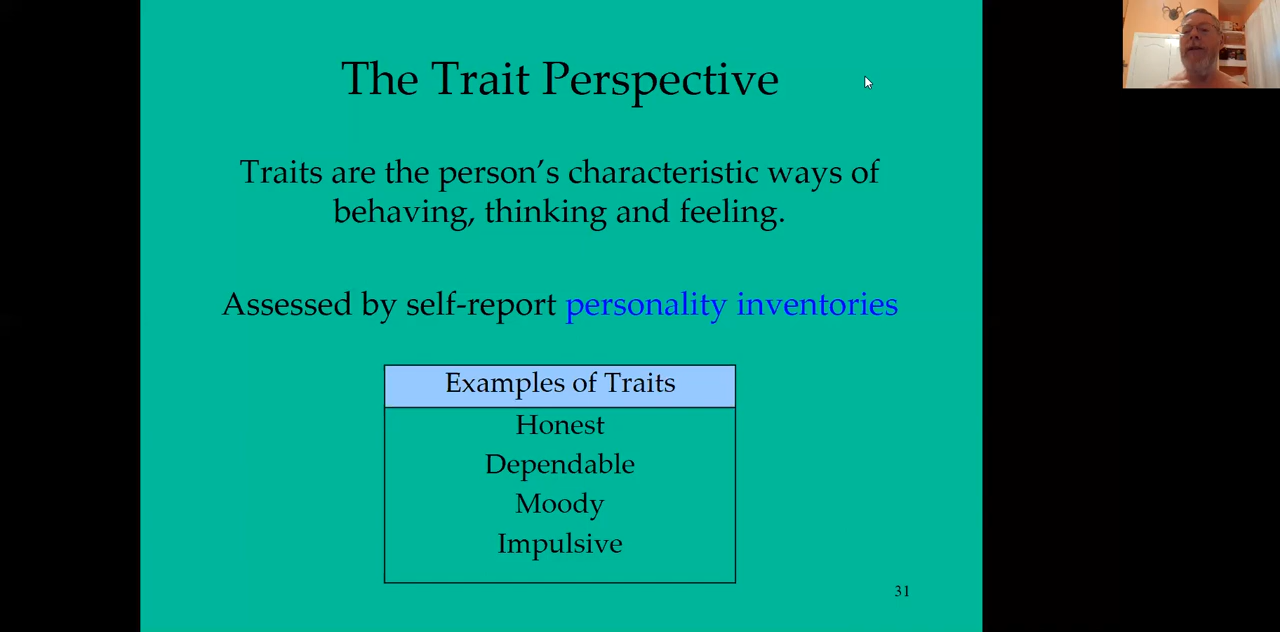 The Trait Perspective
Traits are the person’s characteristic ways of
behaving, thinking and feeling.
Assessed by self-report personality inventories
Examples of Traits
Honest
Dependable
Moody
Impulsive
31